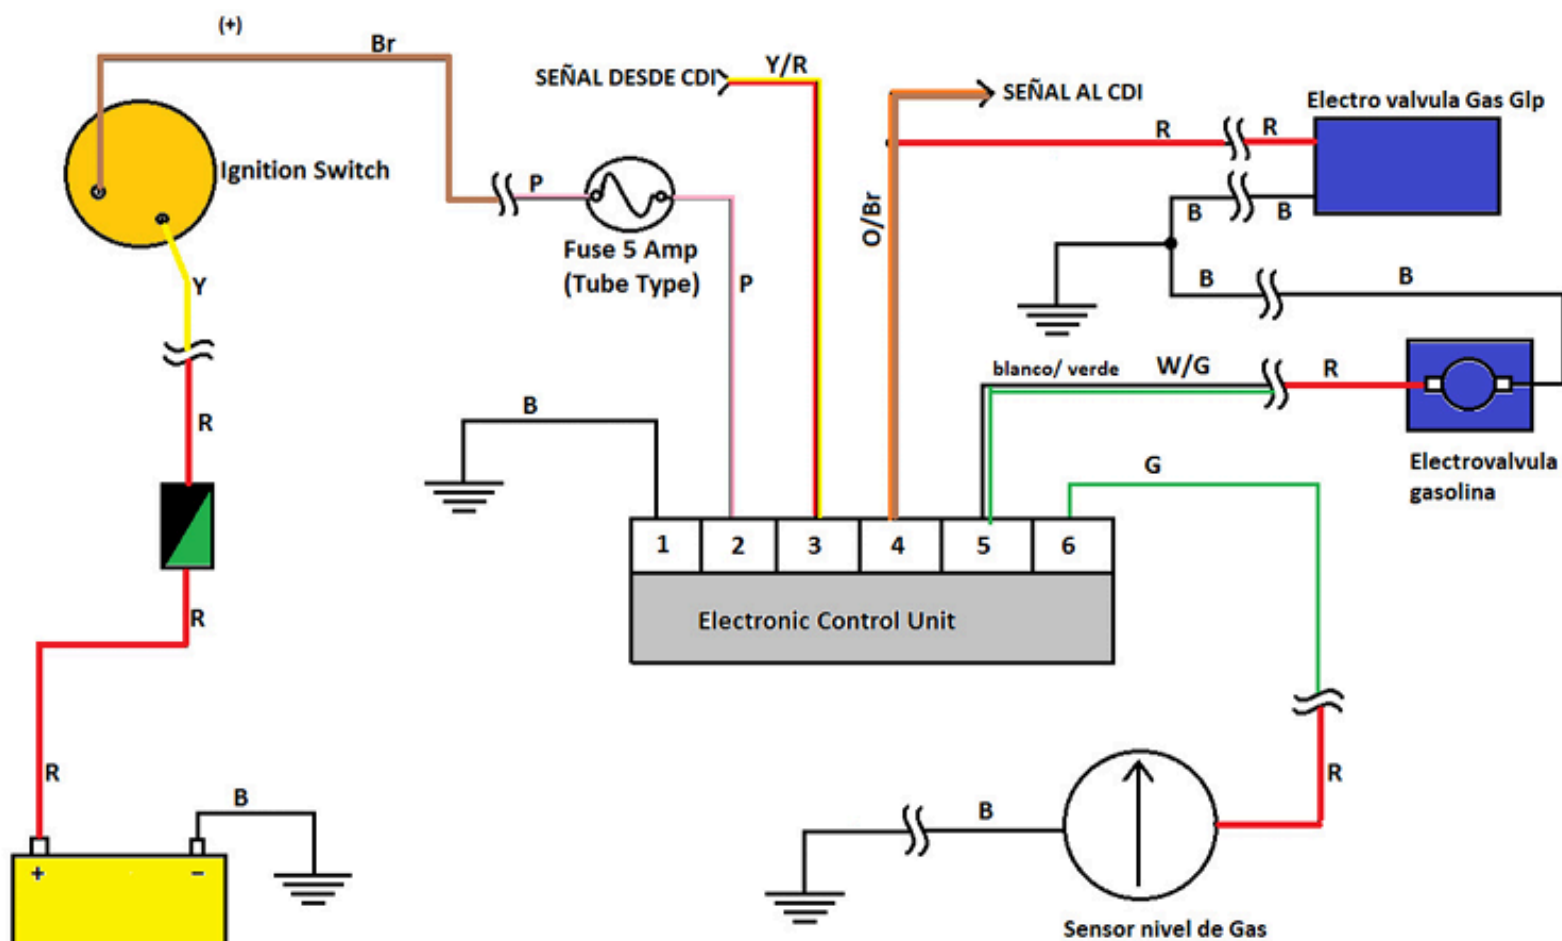 (+)
Br
SEÑAL DESDE CDI
Y/R
SEÑAL AL CDI
Electro valvula Gas Glp
R
R
Ignition Switch
P
Fuse 5 Amp
(Tube Type)
P
O/Br
B
B
B
B
Y
R
blanco/ verde
W/G
R
B
G
Electrovalvula
gasolina
1
2
3
4
5
6
Electronic Control Unit
R
R
B
+
-
B
R
Sensor nivel de Gas